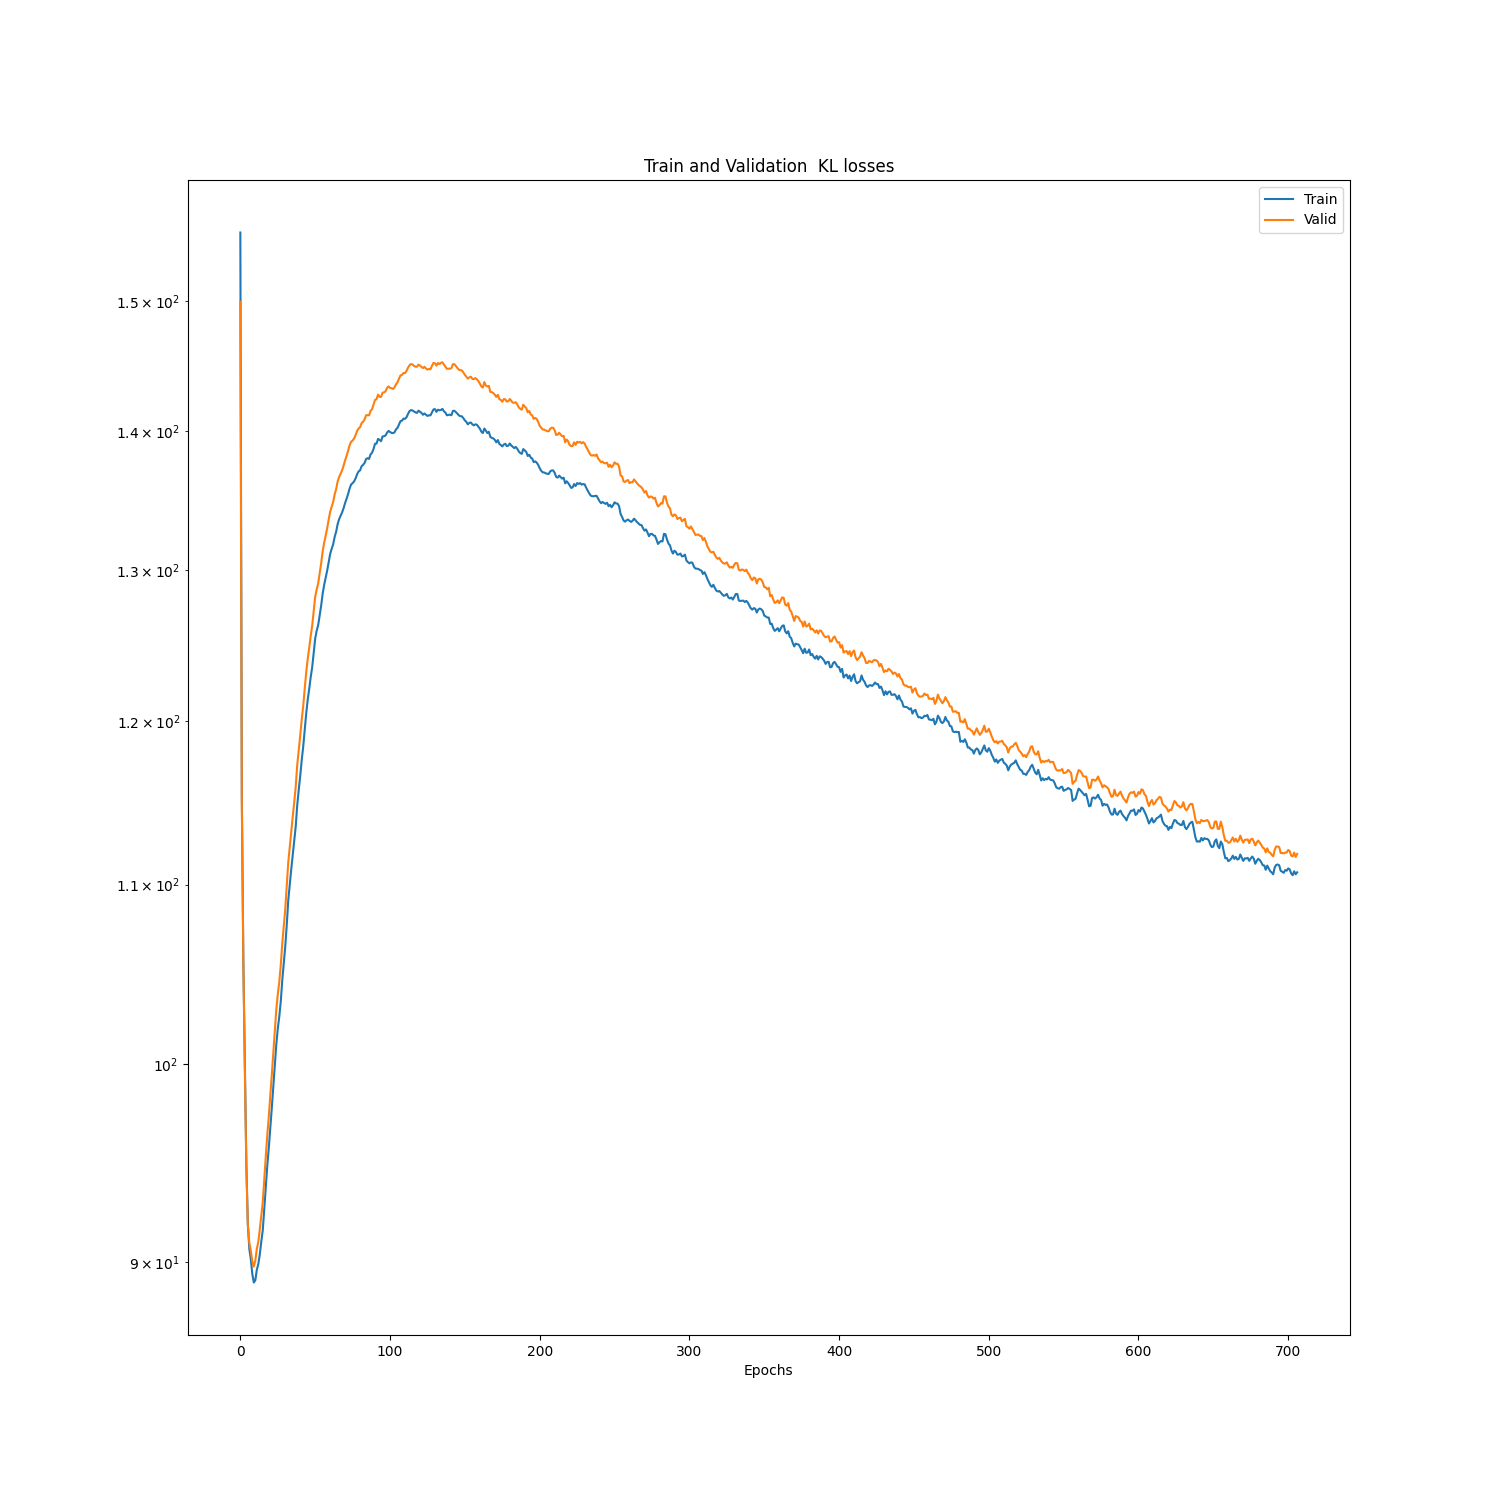 Train and Validation  KL losses
Train
Valid
1.5 × 10²
1.4 × 10²
1.3 × 10²
1.2 × 10²
1.1 × 10²
10²
9 × 10¹
0 100 200 300 400 500 600 700
Epochs